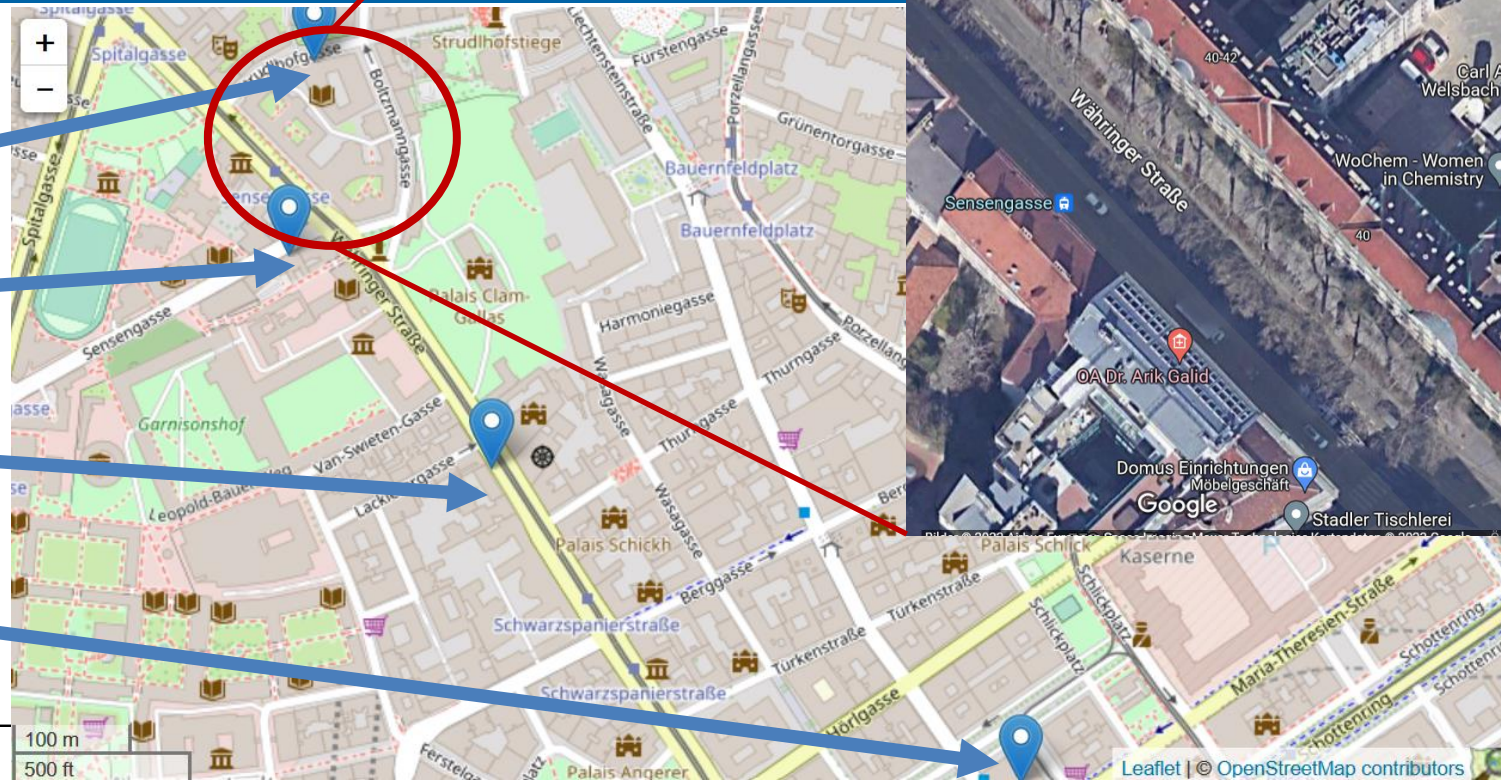 +
−
Spitalgasse
Spitalgasse
Strudlhofstiege
Liechtensteinstraße
Fürstengasse
Porzellangasse
Boltzmanngasse
Grünentorgasse
Bauernfeldplatz
Bauernfeldplatz
Spitalgasse
Sensengasse
Währinger Straße
Palais Clam-
Gallas
Harmoniegasse
Porzellang
Sensengasse
Wasagasse
Thurngasse
Garnisonshof
Van-Swieten-Gasse
Thurngasse
Lackierergasse
Wasagasse
Palais Schickh
Berggasse
Schwarzspanierstraße
Türkenstraße
Türkenstraße
Schwarzspanierstraße
Hörlgasse
Palais Angerer
Palais Schlick
Kaserne
Schlickplatz
Schlickplatz
Maria-Theresien-Straße
Schottenring
Schottenring
100 m
500 ft
Leaflet | © OpenStreetMap contributors
40-42
Carl A
Welsbach
Währinger Straße
WoChem - Women
in Chemistry
Sensengasse
40
OA Dr. Arik Galid
Domus Einrichtungen
Möbelgeschäft
Google
Stadler Tischlerei